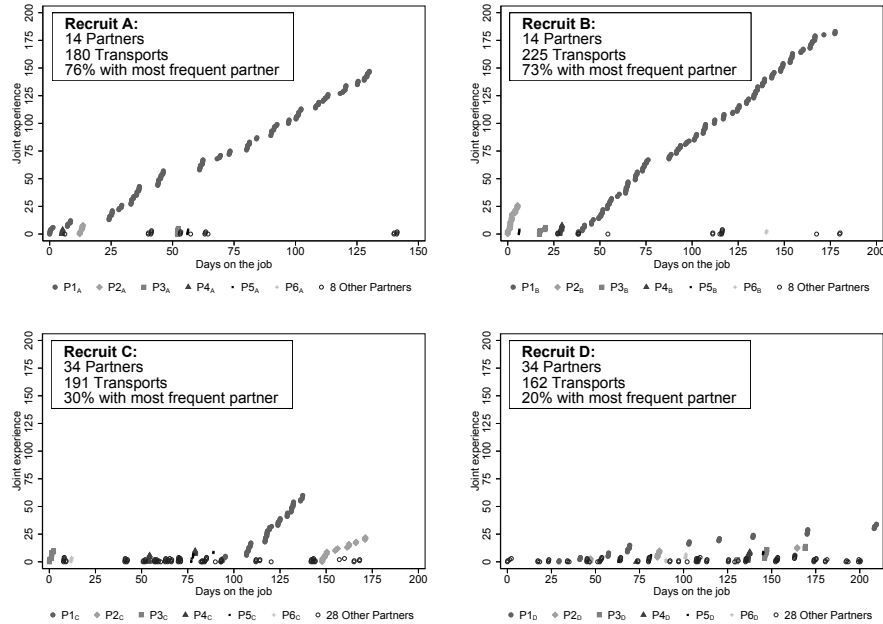 Recruit A:
14 Partners
180 Transports
76% with most frequent partner
Joint experience
0 25 50 75 100 125 150 175 200
0 25 50 75 100 125 150
Days on the job
P1A P2A P3A P4A P5A P6A 8 Other Partners
Recruit B:
14 Partners
225 Transports
73% with most frequent partner
Joint experience
0 25 50 75 100 125 150 175 200
0 25 50 75 100 125 150 175 200
Days on the job
P1B P2B P3B P4B P5B P6B 8 Other Partners
Recruit C:
34 Partners
191 Transports
30% with most frequent partner
Joint experience
0 25 50 75 100 125 150 175 200
0 25 50 75 100 125 150 175 200
Days on the job
P1C P2C P3C P4C P5C P6C 28 Other Partners
Recruit D:
34 Partners
162 Transports
20% with most frequent partner
Joint experience
0 25 50 75 100 125 150 175 200
0 25 50 75 100 125 150 175 200
Days on the job
P1D P2D P3D P4D P5D P6D 28 Other Partners